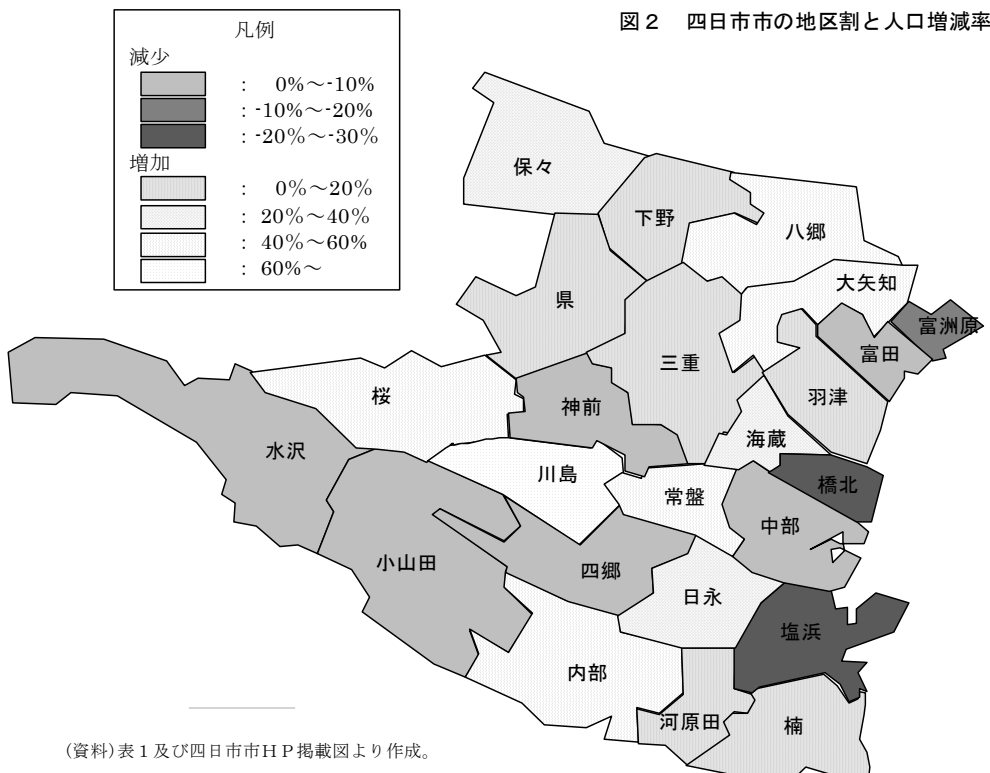 図２　四日市市の地区割と人口増減率
凡例
減少
：　0%～-10%
：-10%～-20%
：-20%～-30%
増加
：　0%～20%
：20%～40%
：40%～60%
：60%～
保々
下野
八郷
大矢知
県
富洲原
富田
三重
桜
神前
羽津
海蔵
水沢
川島
橋北
常盤
中部
小山田
四郷
日永
塩浜
内部
河原田
楠
(資料)表１及び四日市市ＨＰ掲載図より作成。